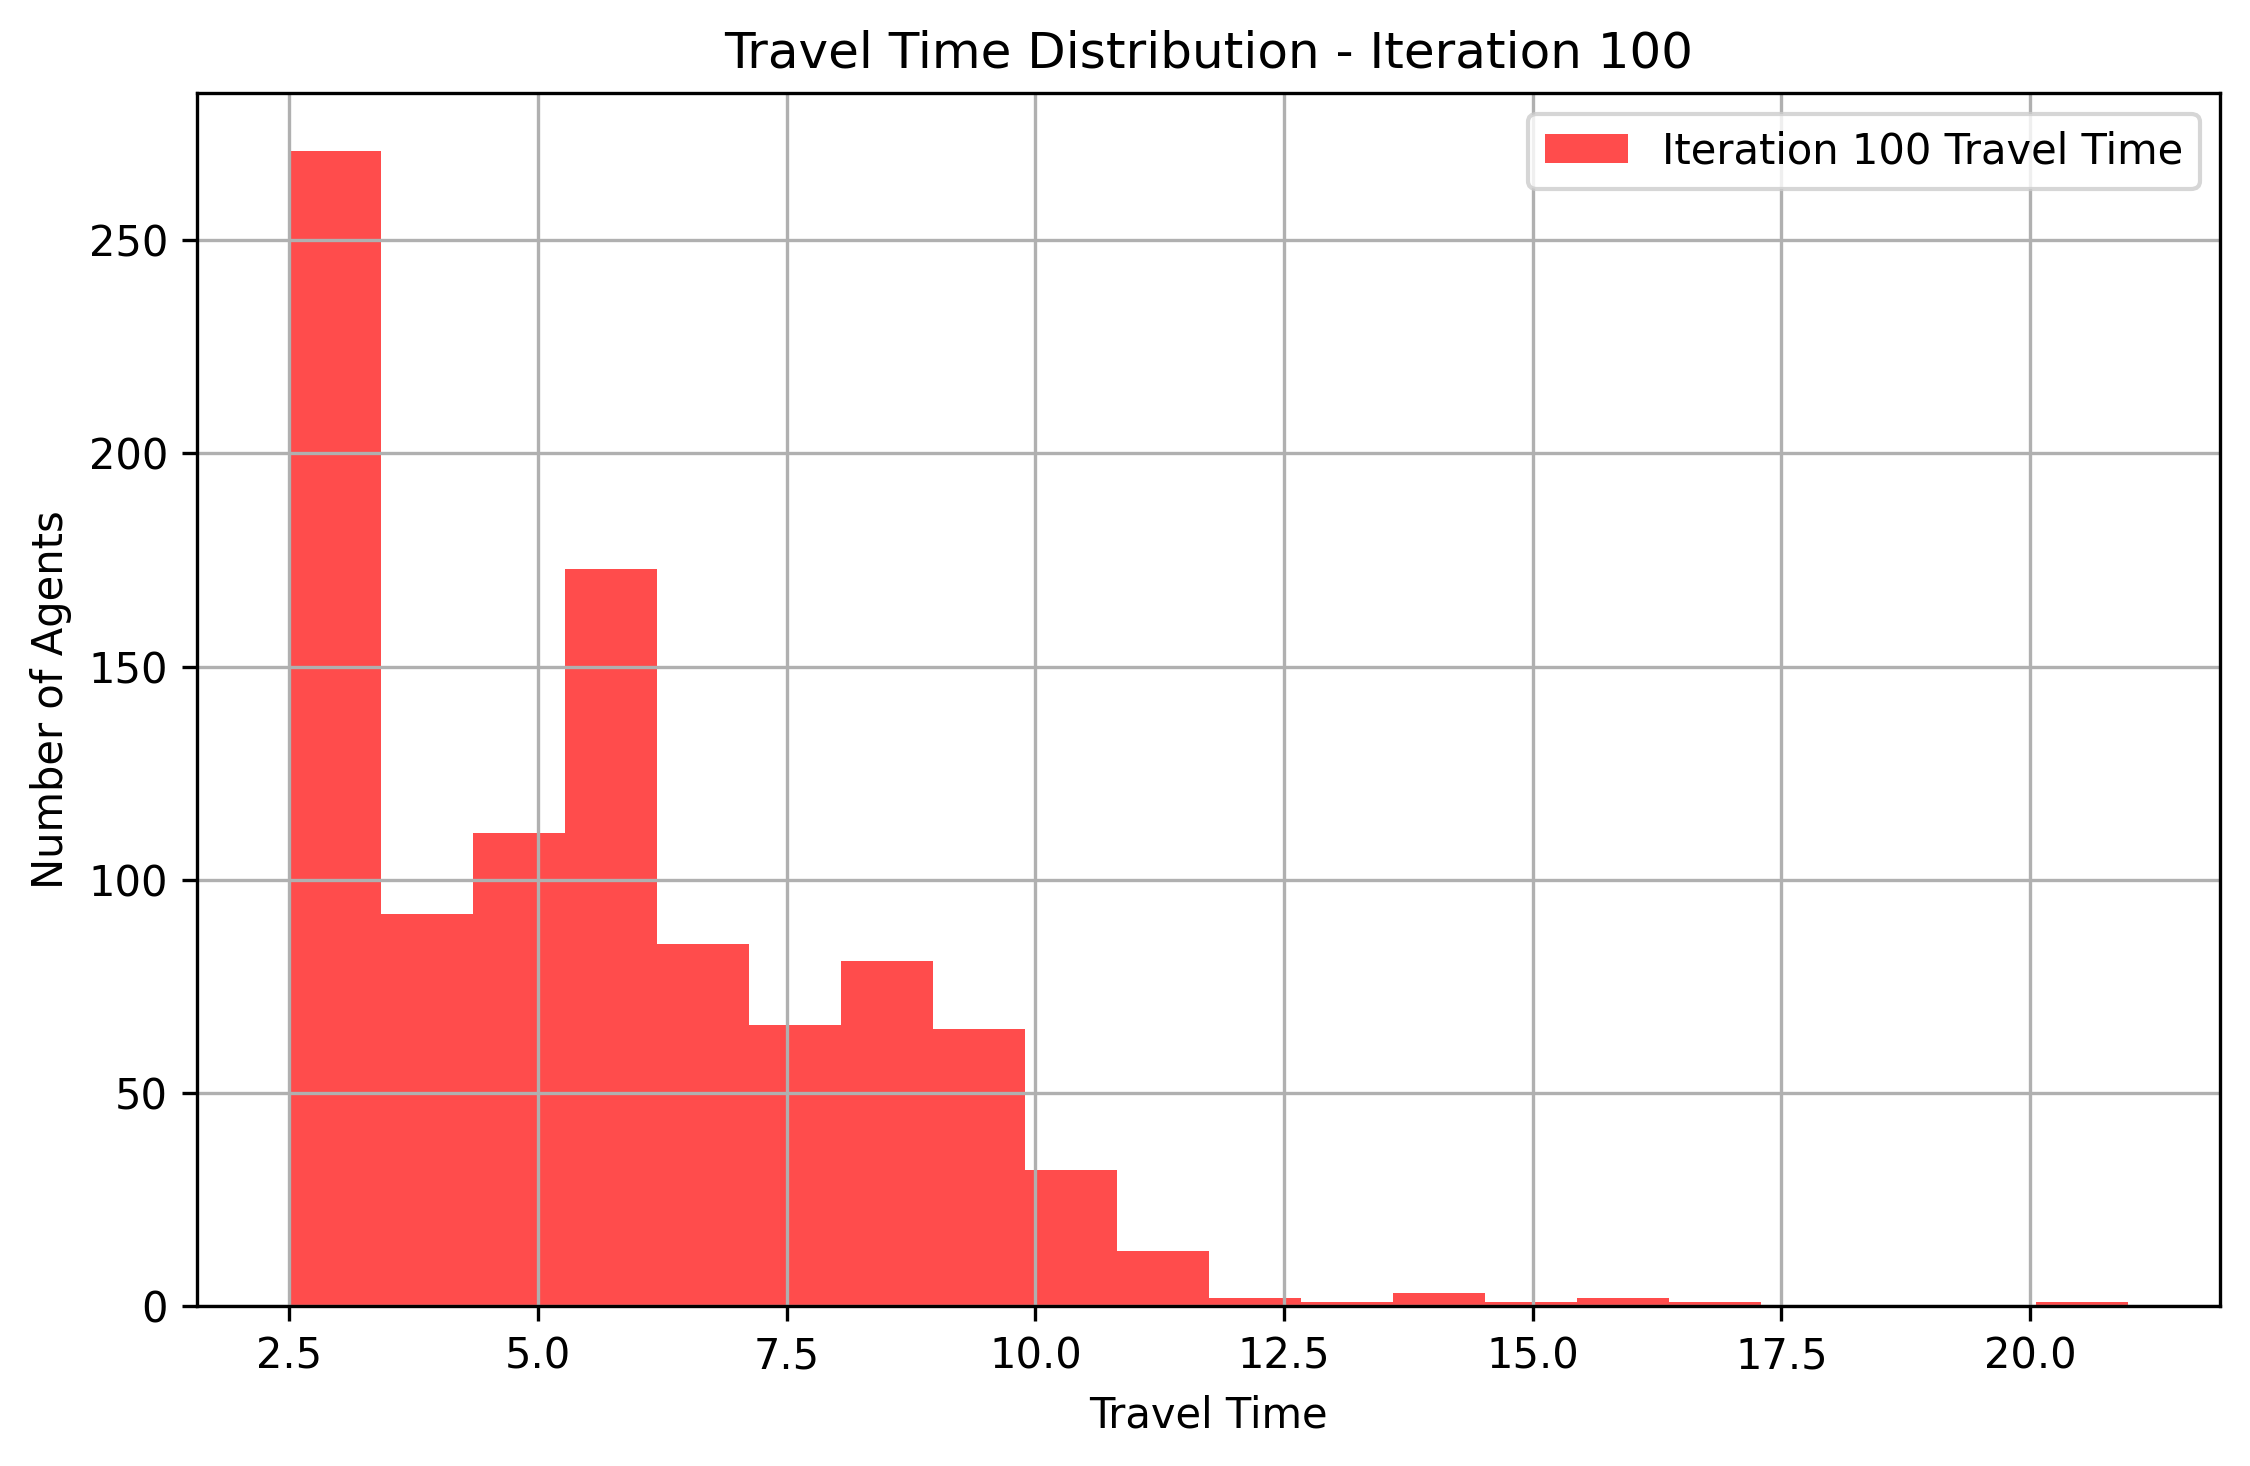 Travel Time Distribution - Iteration 100
Iteration 100 Travel Time
250
200
150
100
50
0
Number of Agents
2.5 5.0 7.5 10.0 12.5 15.0 17.5 20.0
Travel Time